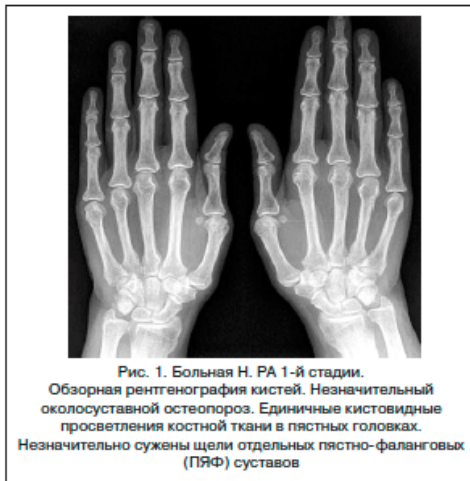 Рис. 1. Больная Н. РА 1-й стадии.
Обзорная рентгенография кистей. Незначительный
околосуставной остеопороз. Единичные кистовидные
просветления костной ткани в пястных головках.
Незначительно сужены щели отдельных пястно-фаланговых
(ПЯФ) суставов